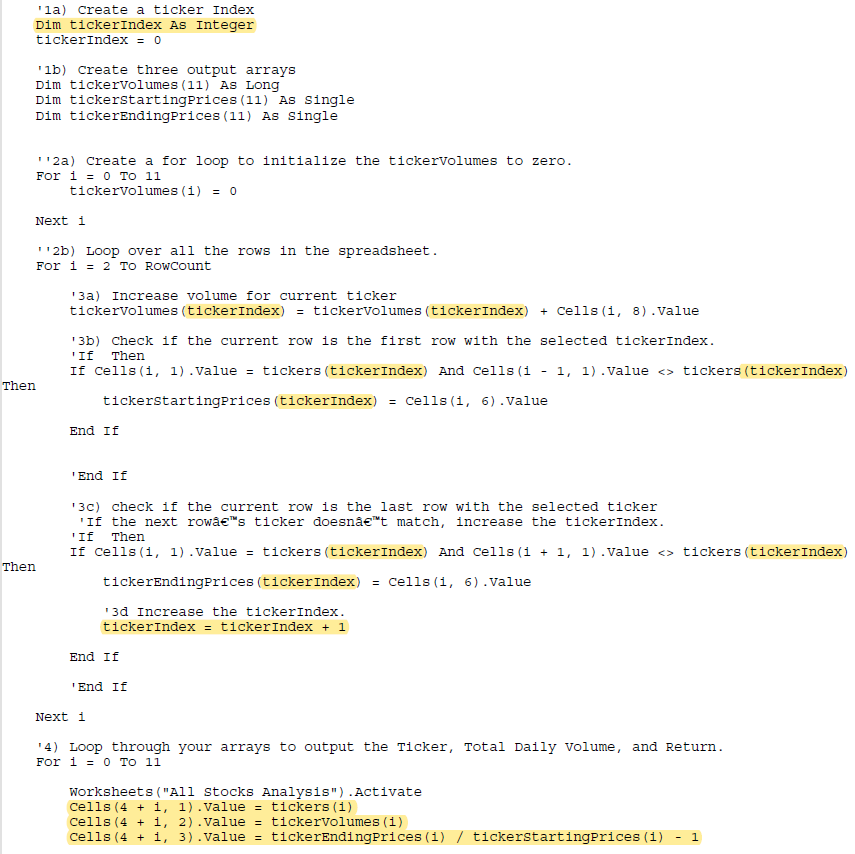 '1a) Create a ticker Index
Dim tickerIndex As Integer
tickerIndex = 0
'1b) Create three output arrays
Dim tickerVolumes(11) As Long
Dim tickerStartingPrices(11) As Single
Dim tickerEndingPrices(11) As Single
''2a) Create a for loop to initialize the tickerVolumes to zero.
For i = 0 To 11
tickerVolumes(i) = 0
Next i
''2b) Loop over all the rows in the spreadsheet.
For i = 2 To RowCount
'3a) Increase volume for current ticker
tickerVolumes(tickerIndex) = tickerVolumes(tickerIndex) + Cells(i, 8).Value
'3b) Check if the current row is the first row with the selected tickerIndex.
'If  Then
If Cells(i, 1).Value = tickers(tickerIndex) And Cells(i - 1, 1).Value <> tickers(tickerIndex)
Then
tickerStartingPrices(tickerIndex) = Cells(i, 6).Value
End If
'End If
'3c) check if the current row is the last row with the selected ticker
'If the next rowâ€™s ticker doesnâ€™t match, increase the tickerIndex.
'If  Then
If Cells(i, 1).Value = tickers(tickerIndex) And Cells(i + 1, 1).Value <> tickers(tickerIndex)
Then
tickerEndingPrices(tickerIndex) = Cells(i, 6).Value
'3d Increase the tickerIndex.
tickerIndex = tickerIndex + 1
End If
'End If
Next i
'4) Loop through your arrays to output the Ticker, Total Daily Volume, and Return.
For i = 0 To 11
Worksheets("All Stocks Analysis").Activate
Cells(4 + i, 1).Value = tickers(i)
Cells(4 + i, 2).Value = tickerVolumes(i)
Cells(4 + i, 3).Value = tickerEndingPrices(i) / tickerStartingPrices(i) - 1